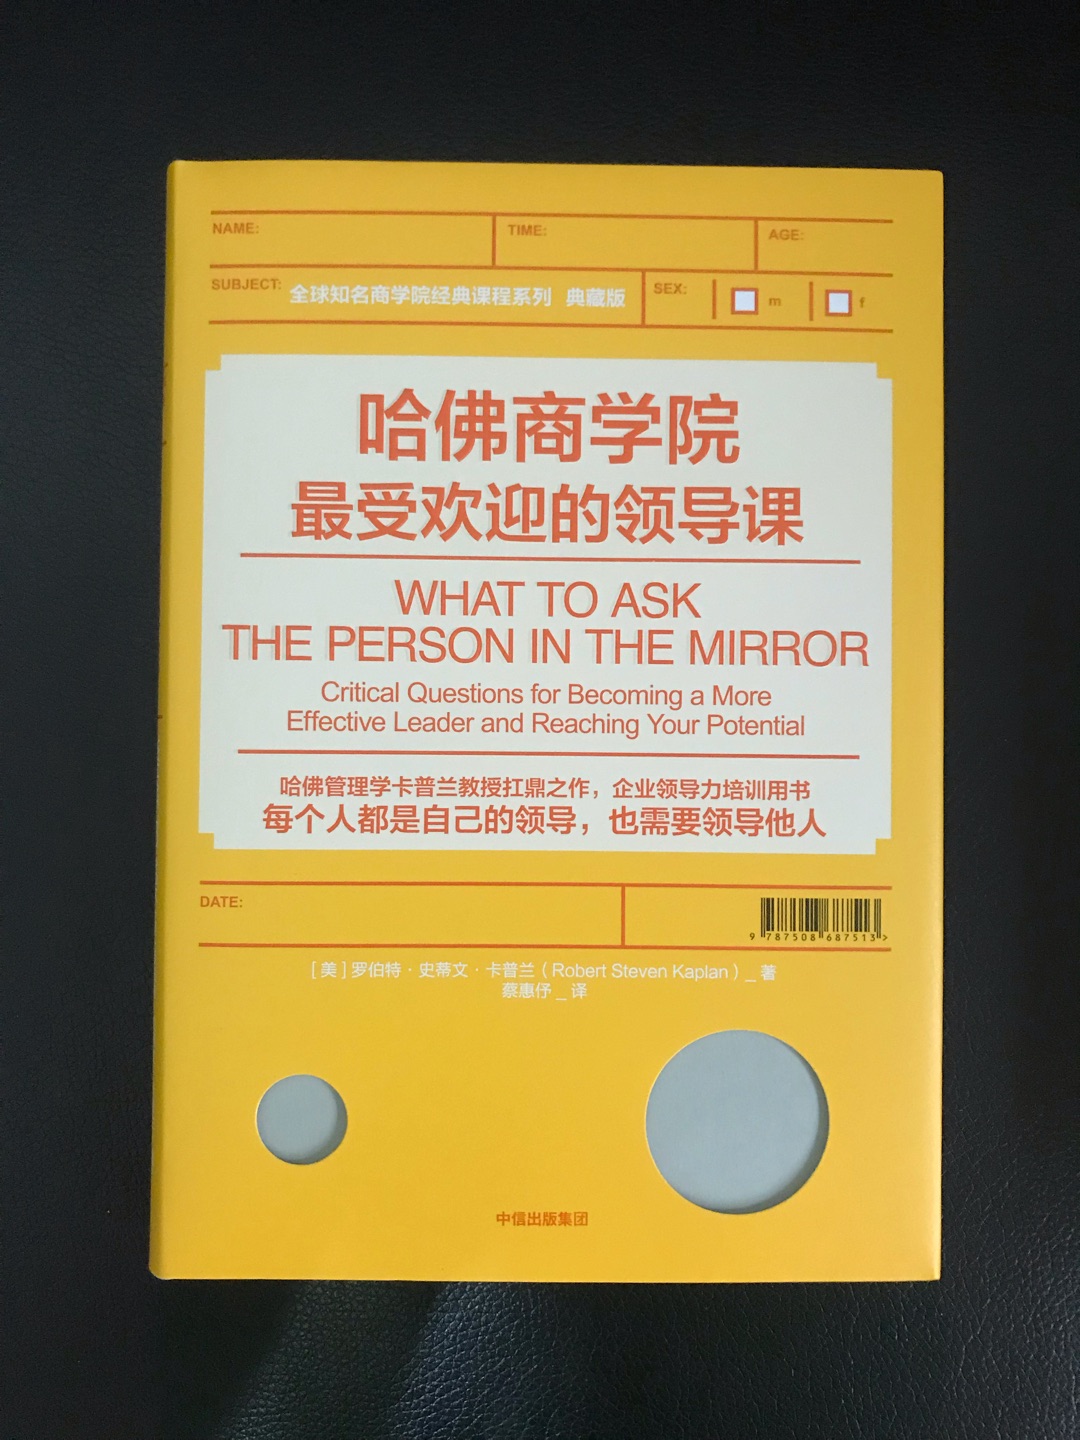 NAME: TIME: AGE:
SUBJECT: 全球知名商学院经典课程系列 典藏版 SEX: m f
哈佛商学院
最受欢迎的领导课
WHAT TO ASK
THE PERSON IN THE MIRROR
Critical Questions for Becoming a More
Effective Leader and Reaching Your Potential
哈佛管理学卡普兰教授扛鼎之作，企业领导力培训用书
每个人都是自己的领导，也需要领导他人
DATE:
9 787508 687513 >
［美］罗伯特·史蒂文·卡普兰（Robert Steven Kaplan）_ 著
蔡惠伃 _ 译
中信出版集团